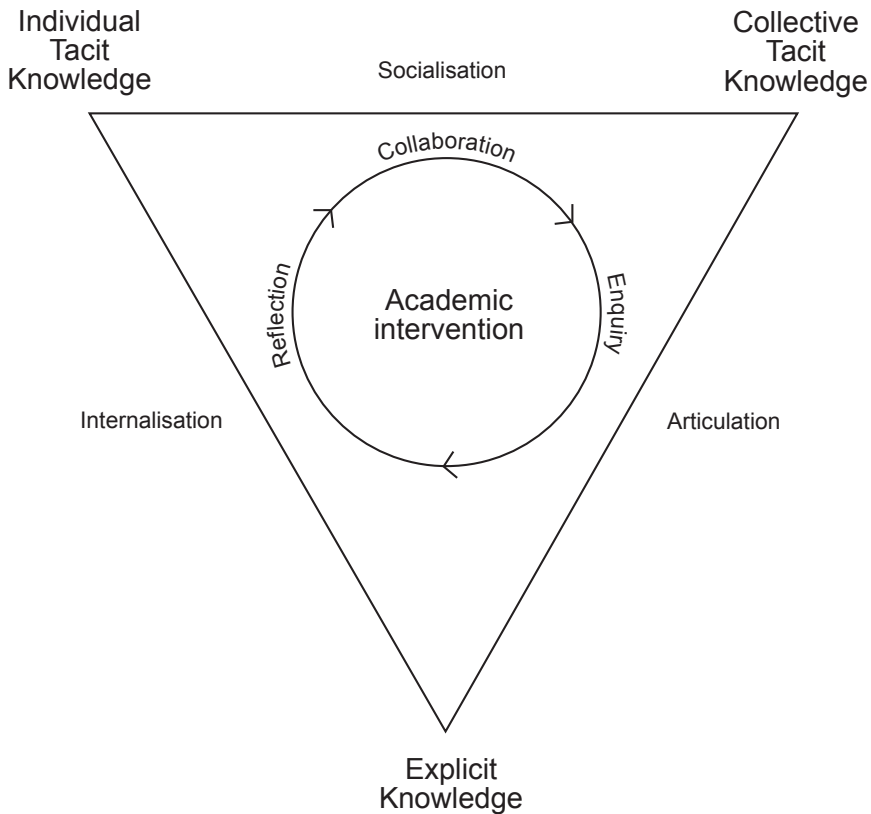 Individual
Tacit
Knowledge
Collective
Tacit
Knowledge
Socialisation
Collaboration
Reflection
Enquiry
Academic
intervention
Internalisation
Articulation
Explicit
Knowledge